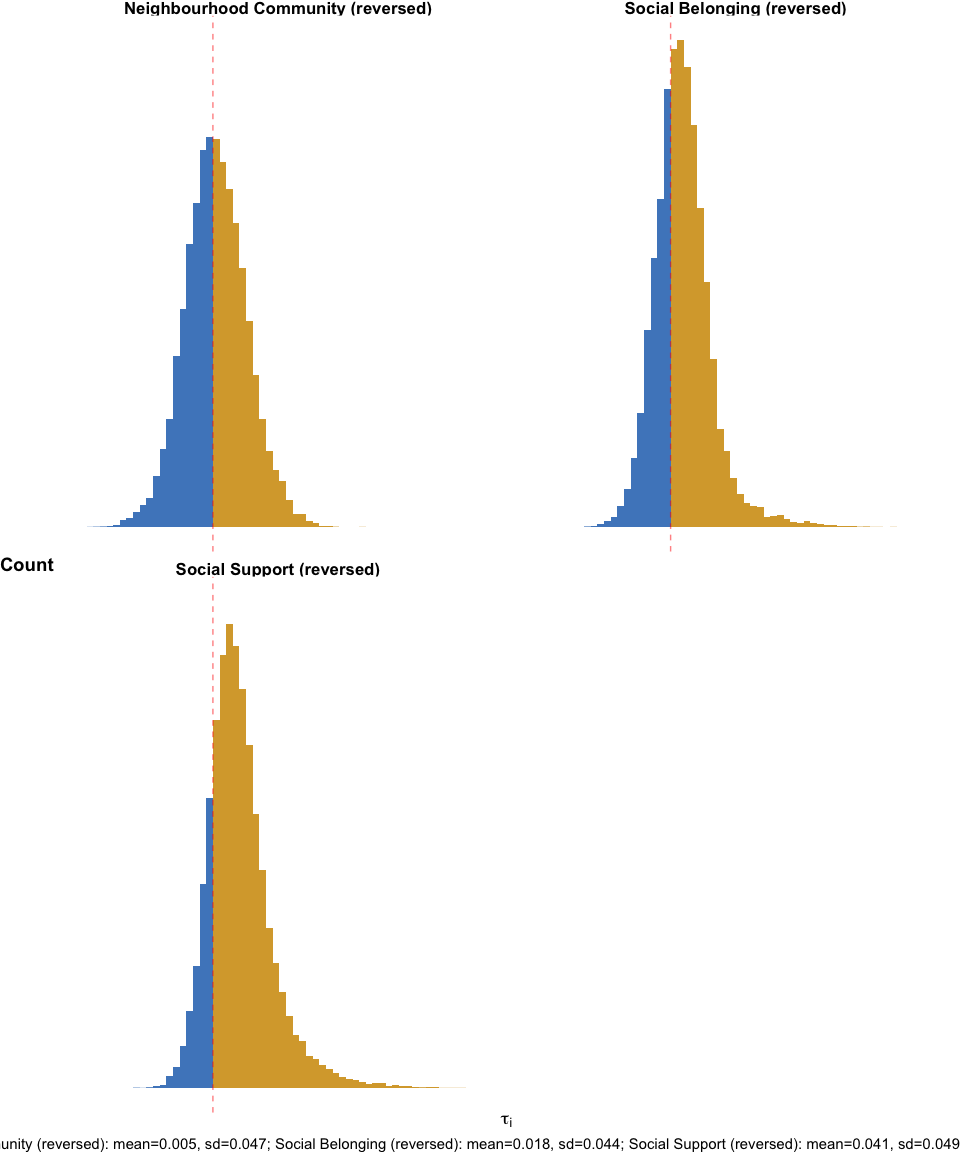 Neighbourhood Community (reversed)
Social Belonging (reversed)
Count
Social Support (reversed)
τi
unity (reversed): mean=0.005, sd=0.047; Social Belonging (reversed): mean=0.018, sd=0.044; Social Support (reversed): mean=0.041, sd=0.049